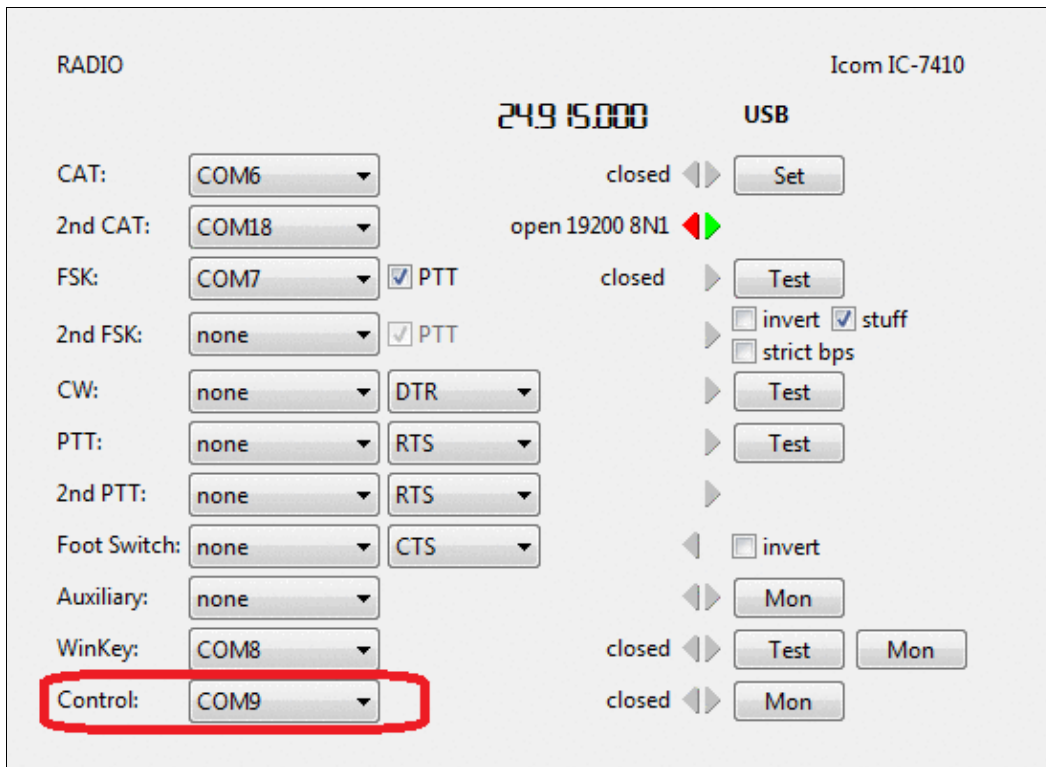 RADIO Icom IC-7410
24.915.000 USB
CAT: COM6 closed Set
2nd CAT: COM18 open 19200 8N1
FSK: COM7 PTT closed Test
2nd FSK: none PTT invert stuff
strict bps
CW: none DTR Test
PTT: none RTS Test
2nd PTT: none RTS
Foot Switch: none CTS invert
Auxiliary: none Mon
WinKey: COM8 closed Test Mon
Control: COM9 closed Mon